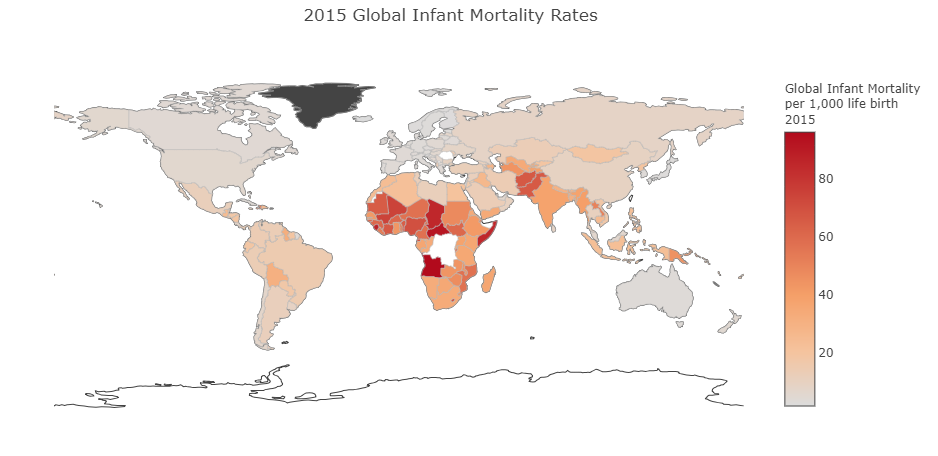 2015 Global Infant Mortality Rates
Global Infant Mortality
per 1,000 life birth
2015
80
60
40
20